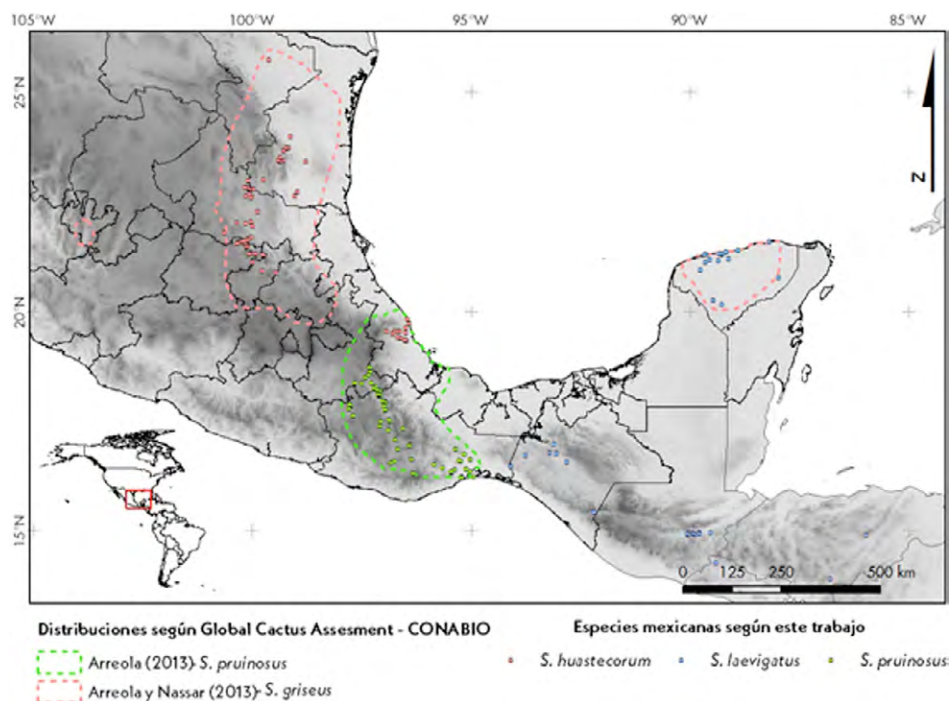 105°W 100°W 95°W 90°W 85°W
25°N
20°N
15°N
N
0 125 250 500 km
Distribuciones según Global Cactus Assesment - CONABIO
Arreola (2013)- S. pruinosus
Arreola y Nassar (2013)- S. griseus
Especies mexicanas según este trabajo
S. huastecorum S. laevigatus S. pruinosus